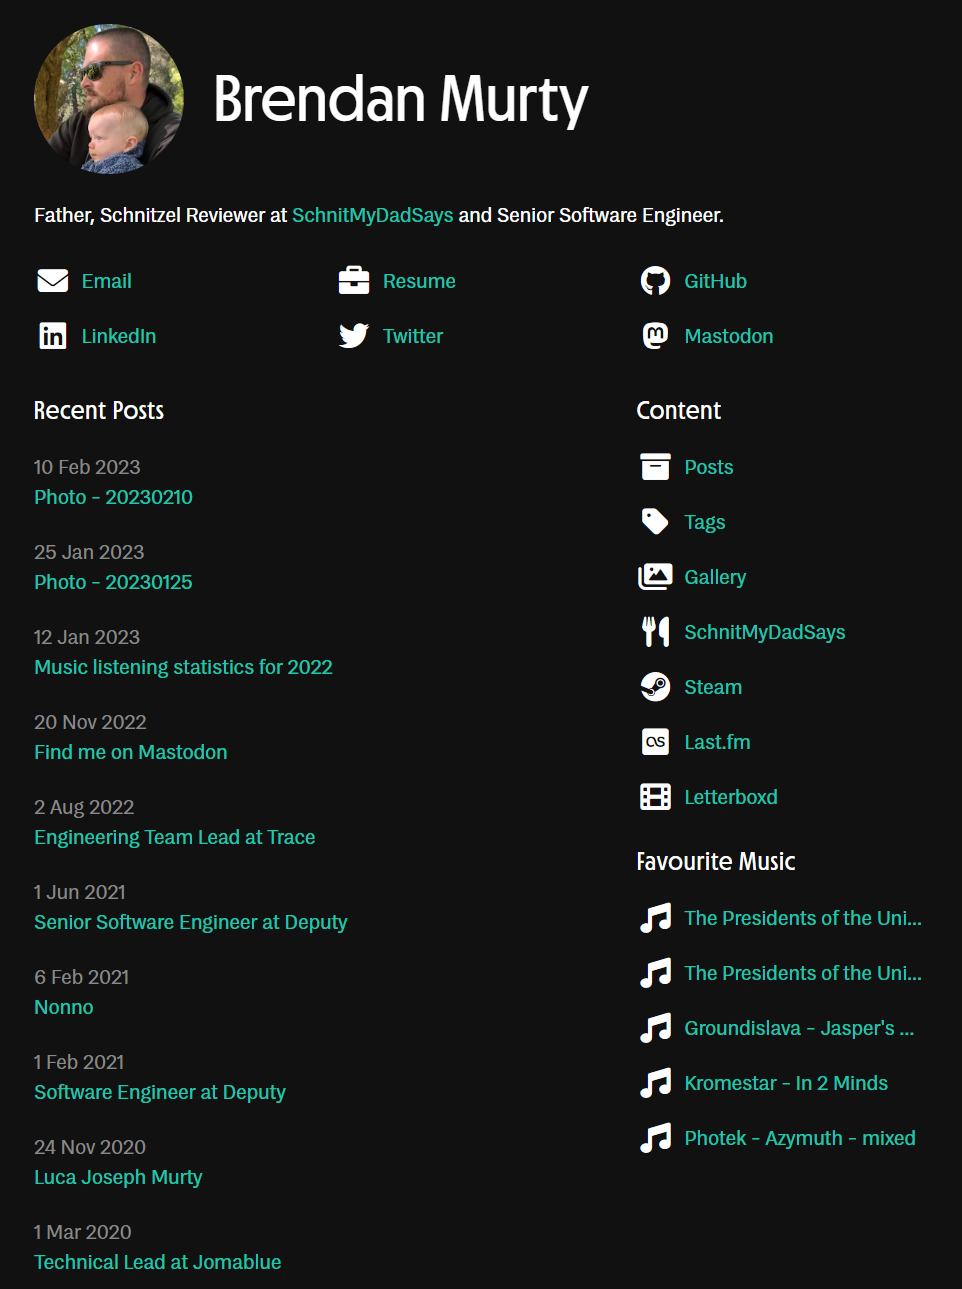 Brendan Murty
Father, Schnitzel Reviewer at SchnitMyDadSays and Senior Software Engineer.
Email
Resume
GitHub
LinkedIn
Twitter
Mastodon
Recent Posts
10 Feb 2023
Photo - 20230210
25 Jan 2023
Photo - 20230125
12 Jan 2023
Music listening statistics for 2022
20 Nov 2022
Find me on Mastodon
2 Aug 2022
Engineering Team Lead at Trace
1 Jun 2021
Senior Software Engineer at Deputy
6 Feb 2021
Nonno
1 Feb 2021
Software Engineer at Deputy
24 Nov 2020
Luca Joseph Murty
1 Mar 2020
Technical Lead at Jomablue
Content
Posts
Tags
Gallery
SchnitMyDadSays
Steam
Last.fm
Letterboxd
Favourite Music
The Presidents of the Uni...
The Presidents of the Uni...
Groundislava - Jasper's ...
Kromestar - In 2 Minds
Photek - Azymuth - mixed